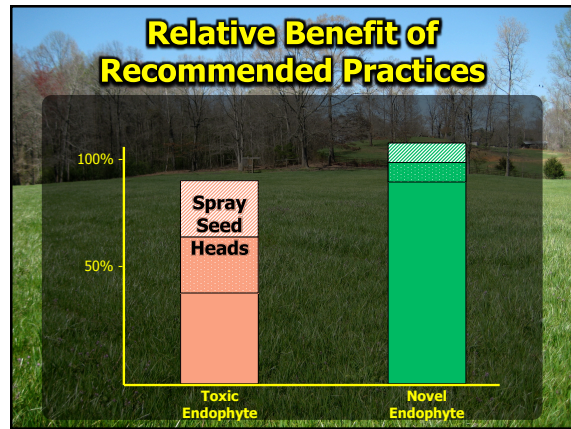 Relative Benefit of
Recommended Practices
100%
50%
Spray
Seed
Heads
Toxic
Endophyte
Novel
Endophyte